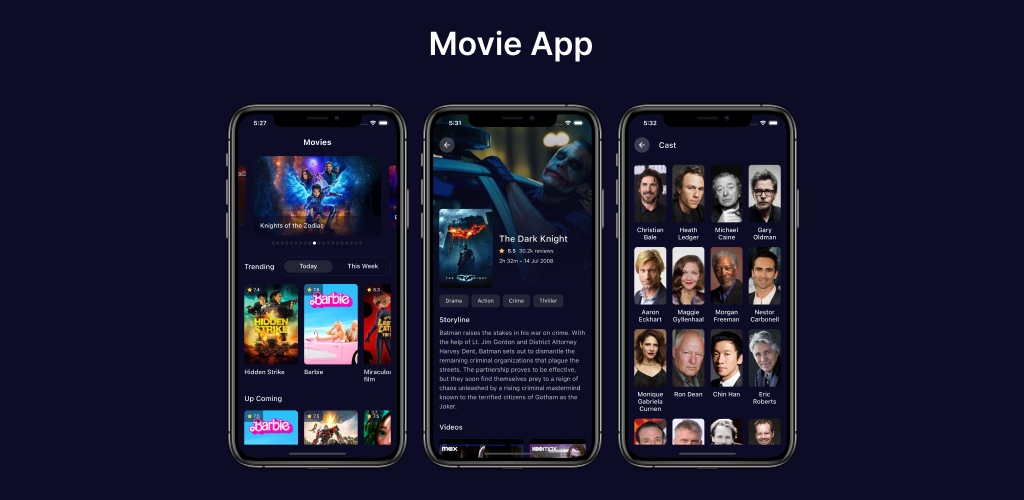 Movie App
5:27
Movies
Knights of the Zodiac
Trending
Today
This Week
7.4
7.6
8.3
HIDDEN
STRIKE
Barbie
Hidden Strike
Barbie
Miraculou
film
Up Coming
7.5
7.5
7.5
Barbie
5:31
The Dark Knight
8.5 30.2k reviews
2h 32m • 14 Jul 2008
Drama
Action
Crime
Thriller
Storyline
Batman raises the stakes in his war on crime. With
the help of Lt. Jim Gordon and District Attorney
Harvey Dent, Batman sets out to dismantle the
remaining criminal organizations that plague the
streets. The partnership proves to be effective,
but they soon find themselves prey to a reign of
chaos unleashed by a rising criminal mastermind
known to the terrified citizens of Gotham as the
Joker.
Videos
max
HBOmax
5:32
Cast
Christian
Bale
Heath
Ledger
Michael
Caine
Gary
Oldman
Aaron
Eckhart
Maggie
Gyllenhaal
Morgan
Freeman
Nestor
Carbonell
Monique
Gabriela
Curnen
Ron Dean
Chin Han
Eric
Roberts